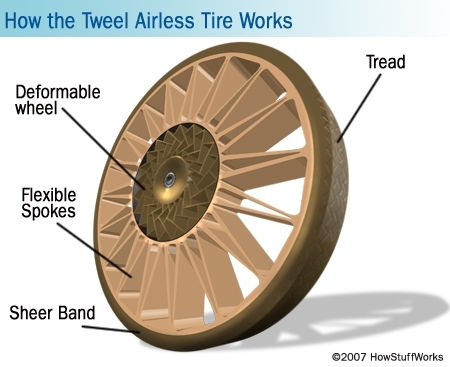 How the Tweel Airless Tire Works
Tread
Deformable
wheel
Flexible
Spokes
Sheer Band
©2007 HowStuffWorks